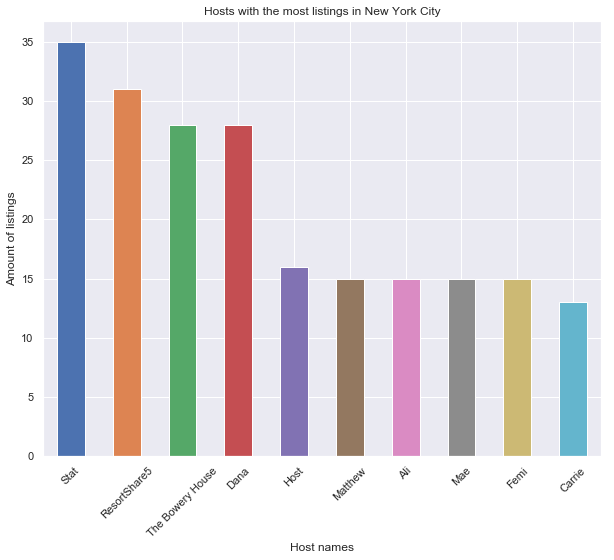 Hosts with the most listings in New York City
Amount of listings
35
30
25
20
15
10
5
0
Stat
ResortShare5
The Bowery House
Dana
Host
Matthew
Ali
Mae
Femi
Carrie
Host names